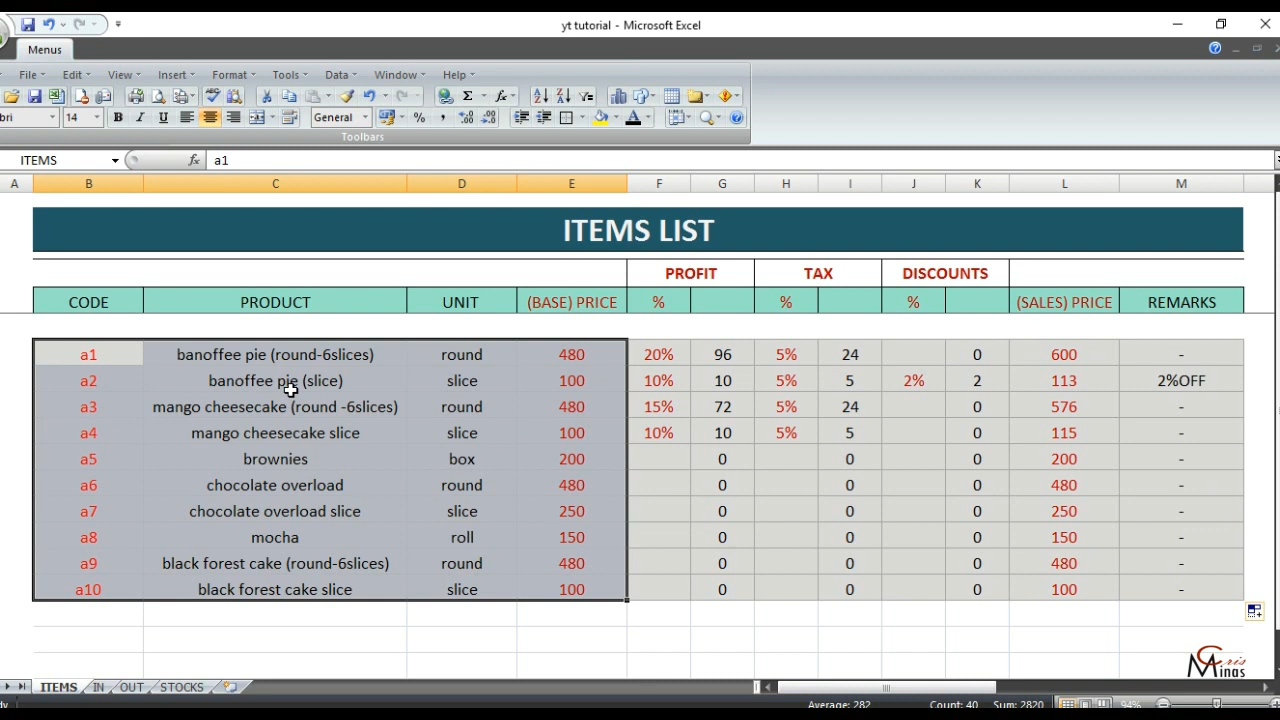 yt tutorial - Microsoft Excel
Menus
File Edit View Insert Format Tools Data Window Help
bri 14 B I U General % ,
Toolbars
ITEMS fx a1
A B C D E F G H I J K L M
ITEMS LIST
PROFIT TAX DISCOUNTS
CODE PRODUCT UNIT (BASE) PRICE % % % (SALES) PRICE REMARKS
a1 banoffee pie (round-6slices) round 480 20% 96 5% 24 0 600 -
a2 banoffee pie (slice) slice 100 10% 10 5% 5 2% 2 113 2%OFF
a3 mango cheesecake (round -6slices) round 480 15% 72 5% 24 0 576 -
a4 mango cheesecake slice slice 100 10% 10 5% 5 0 115 -
a5 brownies box 200 0 0 0 200 -
a6 chocolate overload round 480 0 0 0 480 -
a7 chocolate overload slice slice 250 0 0 0 250 -
a8 mocha roll 150 0 0 0 150 -
a9 black forest cake (round-6slices) round 480 0 0 0 480 -
a10 black forest cake slice slice 100 0 0 0 100 -
Cris
Minas
ITEMS IN OUT STOCKS
dy Average: 282 Count: 40 Sum: 2820 94%